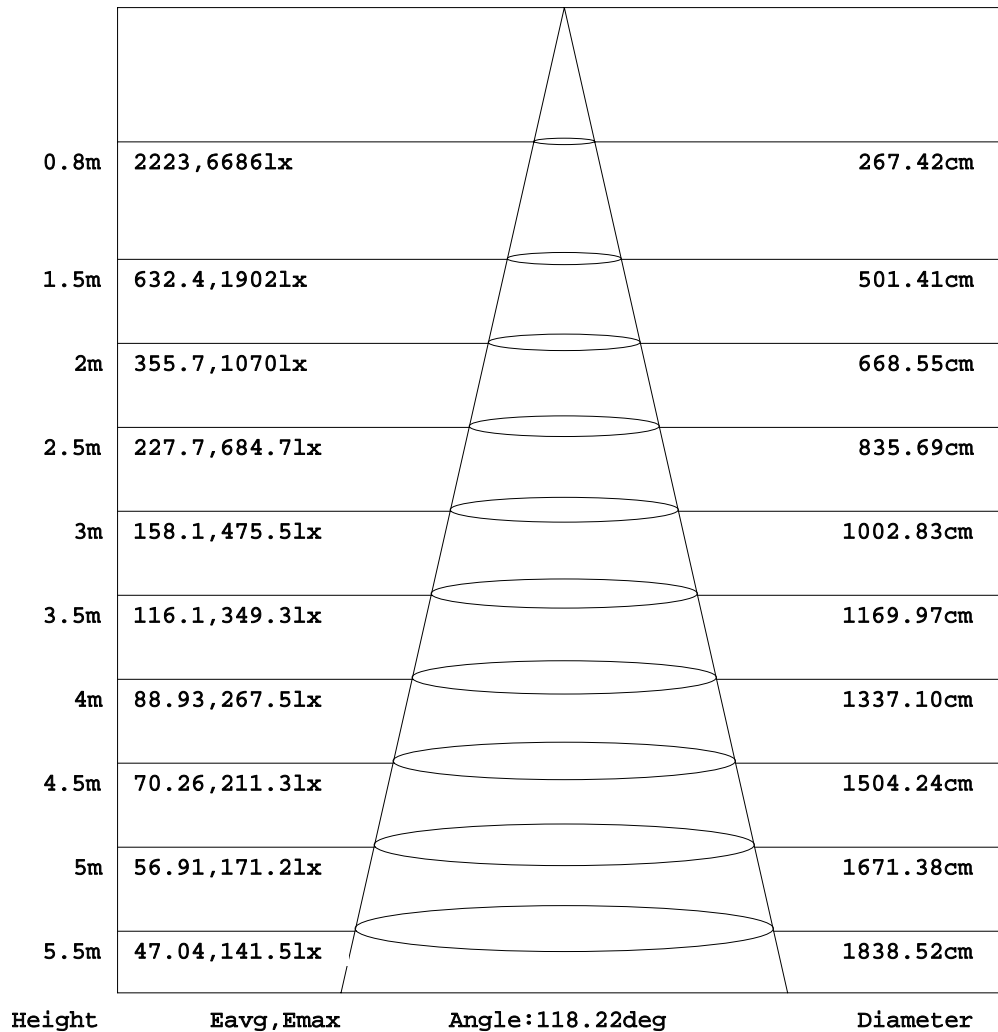 0.8m 2223,6686lx 267.42cm
1.5m 632.4,1902lx 501.41cm
2m 355.7,1070lx 668.55cm
2.5m 227.7,684.7lx 835.69cm
3m 158.1,475.5lx 1002.83cm
3.5m 116.1,349.3lx 1169.97cm
4m 88.93,267.5lx 1337.10cm
4.5m 70.26,211.3lx 1504.24cm
5m 56.91,171.2lx 1671.38cm
5.5m 47.04,141.5lx 1838.52cm
Height Eavg,Emax Angle:118.22deg Diameter